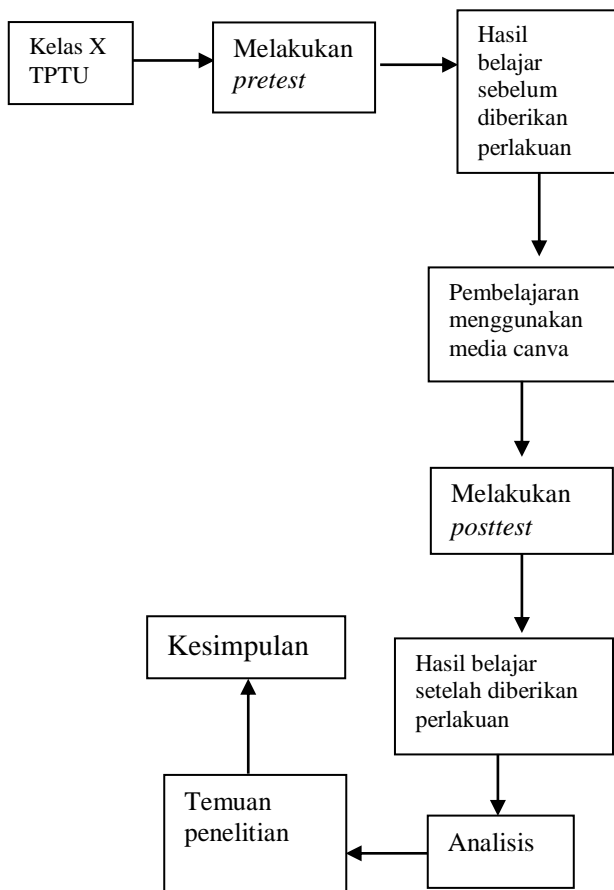 Kelas X
TPTU
Melakukan
pretest
Hasil
belajar
sebelum
diberikan
perlakuan
Pembelajaran
menggunakan
media canva
Melakukan
posttest
Hasil belajar
setelah diberikan
perlakuan
Analisis
Temuan
penelitian
Kesimpulan